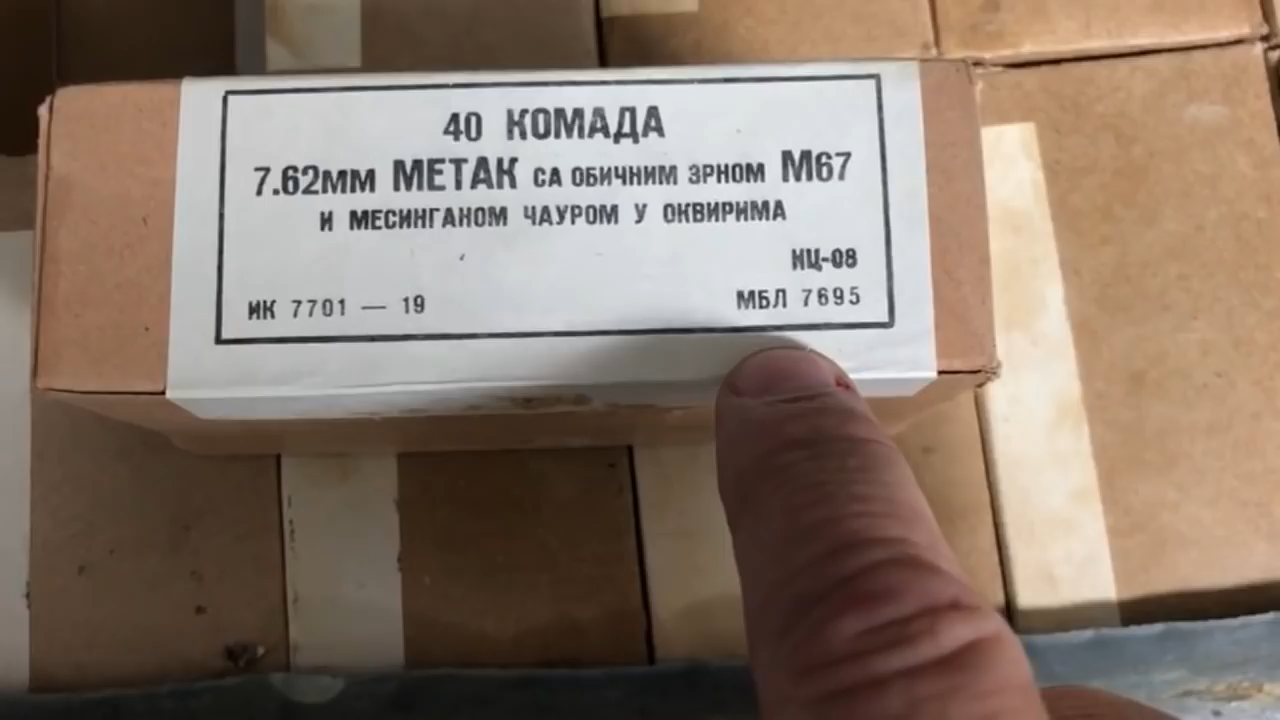 40 КОМАДА
7.62мм МЕТАК СА ОБИЧНИМ ЗРНОМ М67
И МЕСИНГАНОМ ЧАУРОМ У ОКВИРИМА
НЦ-08
ИК 7701 — 19
МБЛ 7695